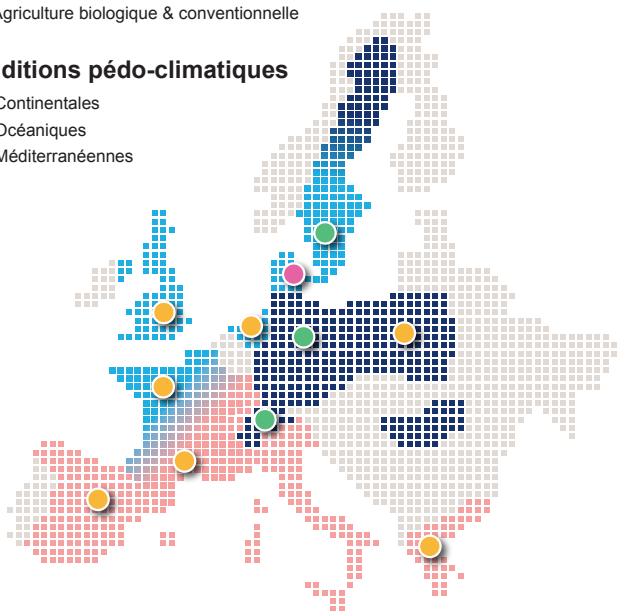 Agriculture biologique & conventionnelle
ditions pédo-climatiques
Continentales
Océaniques
Méditerranéennes